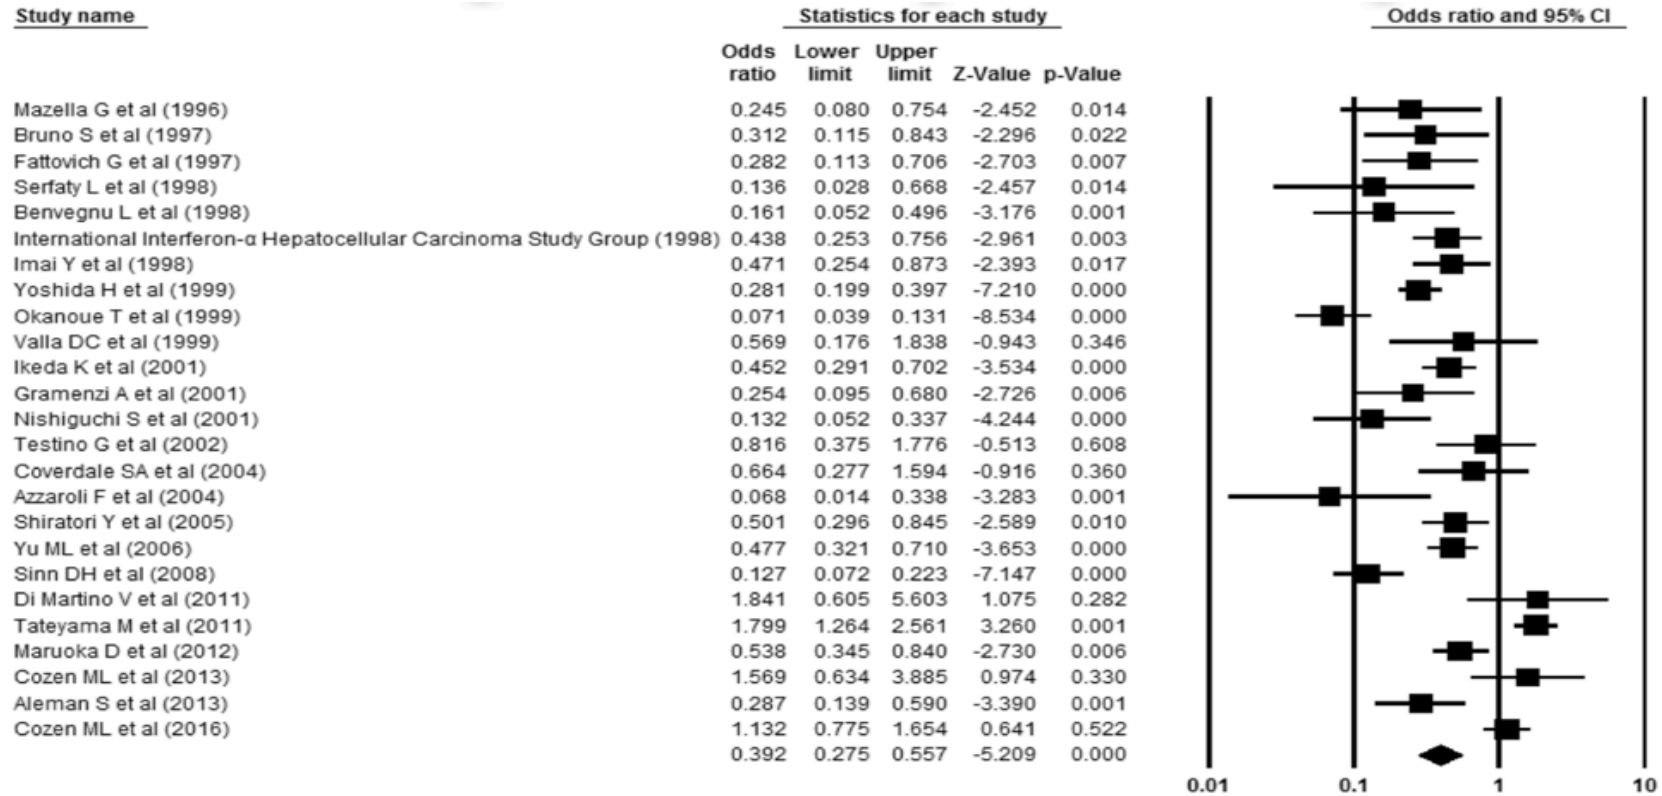 Study name Statistics for each study Odds ratio and 95% CI
Odds ratio Lower limit Upper limit Z-Value p-Value
Mazella G et al (1996) 0.245 0.080 0.754 -2.452 0.014
Bruno S et al (1997) 0.312 0.115 0.843 -2.296 0.022
Fattovich G et al (1997) 0.282 0.113 0.706 -2.703 0.007
Serfaty L et al (1998) 0.136 0.028 0.668 -2.457 0.014
Benvegnu L et al (1998) 0.161 0.052 0.496 -3.176 0.001
International Interferon-α Hepatocellular Carcinoma Study Group (1998) 0.438 0.253 0.756 -2.961 0.003
Imai Y et al (1998) 0.471 0.254 0.873 -2.393 0.017
Yoshida H et al (1999) 0.281 0.199 0.397 -7.210 0.000
Okanoue T et al (1999) 0.071 0.039 0.131 -8.534 0.000
Valla DC et al (1999) 0.569 0.176 1.838 -0.943 0.346
Ikeda K et al (2001) 0.452 0.291 0.702 -3.534 0.000
Gramenzi A et al (2001) 0.254 0.095 0.680 -2.726 0.006
Nishiguchi S et al (2001) 0.132 0.052 0.337 -4.244 0.000
Testino G et al (2002) 0.816 0.375 1.776 -0.513 0.608
Coverdale SA et al (2004) 0.664 0.277 1.594 -0.916 0.360
Azzaroli F et al (2004) 0.068 0.014 0.338 -3.283 0.001
Shiratori Y et al (2005) 0.501 0.296 0.845 -2.589 0.010
Yu ML et al (2006) 0.477 0.321 0.710 -3.653 0.000
Sinn DH et al (2008) 0.127 0.072 0.223 -7.147 0.000
Di Martino V et al (2011) 1.841 0.605 5.603 1.075 0.282
Tateyama M et al (2011) 1.799 1.264 2.561 3.260 0.001
Maruoka D et al (2012) 0.538 0.345 0.840 -2.730 0.006
Cozen ML et al (2013) 1.569 0.634 3.885 0.974 0.330
Aleman S et al (2013) 0.287 0.139 0.590 -3.390 0.001
Cozen ML et al (2016) 1.132 0.775 1.654 0.641 0.522
0.392 0.275 0.557 -5.209 0.000
0.01 0.1 1 10